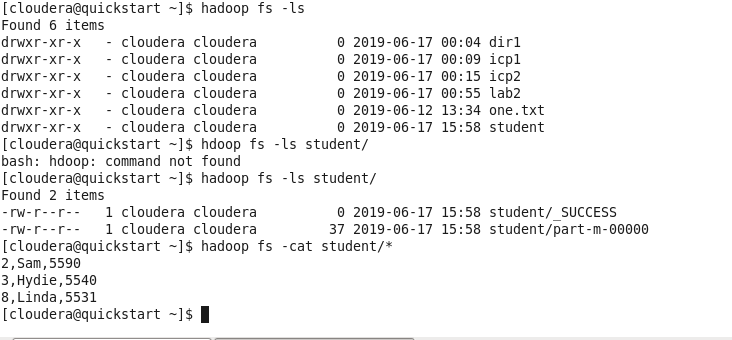 [cloudera@quickstart ~]$ hadoop fs -ls
Found 6 items
drwxr-xr-x   - cloudera cloudera          0 2019-06-17 00:04 dir1
drwxr-xr-x   - cloudera cloudera          0 2019-06-17 00:09 icp1
drwxr-xr-x   - cloudera cloudera          0 2019-06-17 00:15 icp2
drwxr-xr-x   - cloudera cloudera          0 2019-06-17 00:55 lab2
drwxr-xr-x   - cloudera cloudera          0 2019-06-12 13:34 one.txt
drwxr-xr-x   - cloudera cloudera          0 2019-06-17 15:58 student
[cloudera@quickstart ~]$ hdoop fs -ls student/
bash: hdoop: command not found
[cloudera@quickstart ~]$ hadoop fs -ls student/
Found 2 items
-rw-r--r--   1 cloudera cloudera          0 2019-06-17 15:58 student/_SUCCESS
-rw-r--r--   1 cloudera cloudera         37 2019-06-17 15:58 student/part-m-00000
[cloudera@quickstart ~]$ hadoop fs -cat student/*
2,Sam,5590
3,Hydie,5540
8,Linda,5531
[cloudera@quickstart ~]$